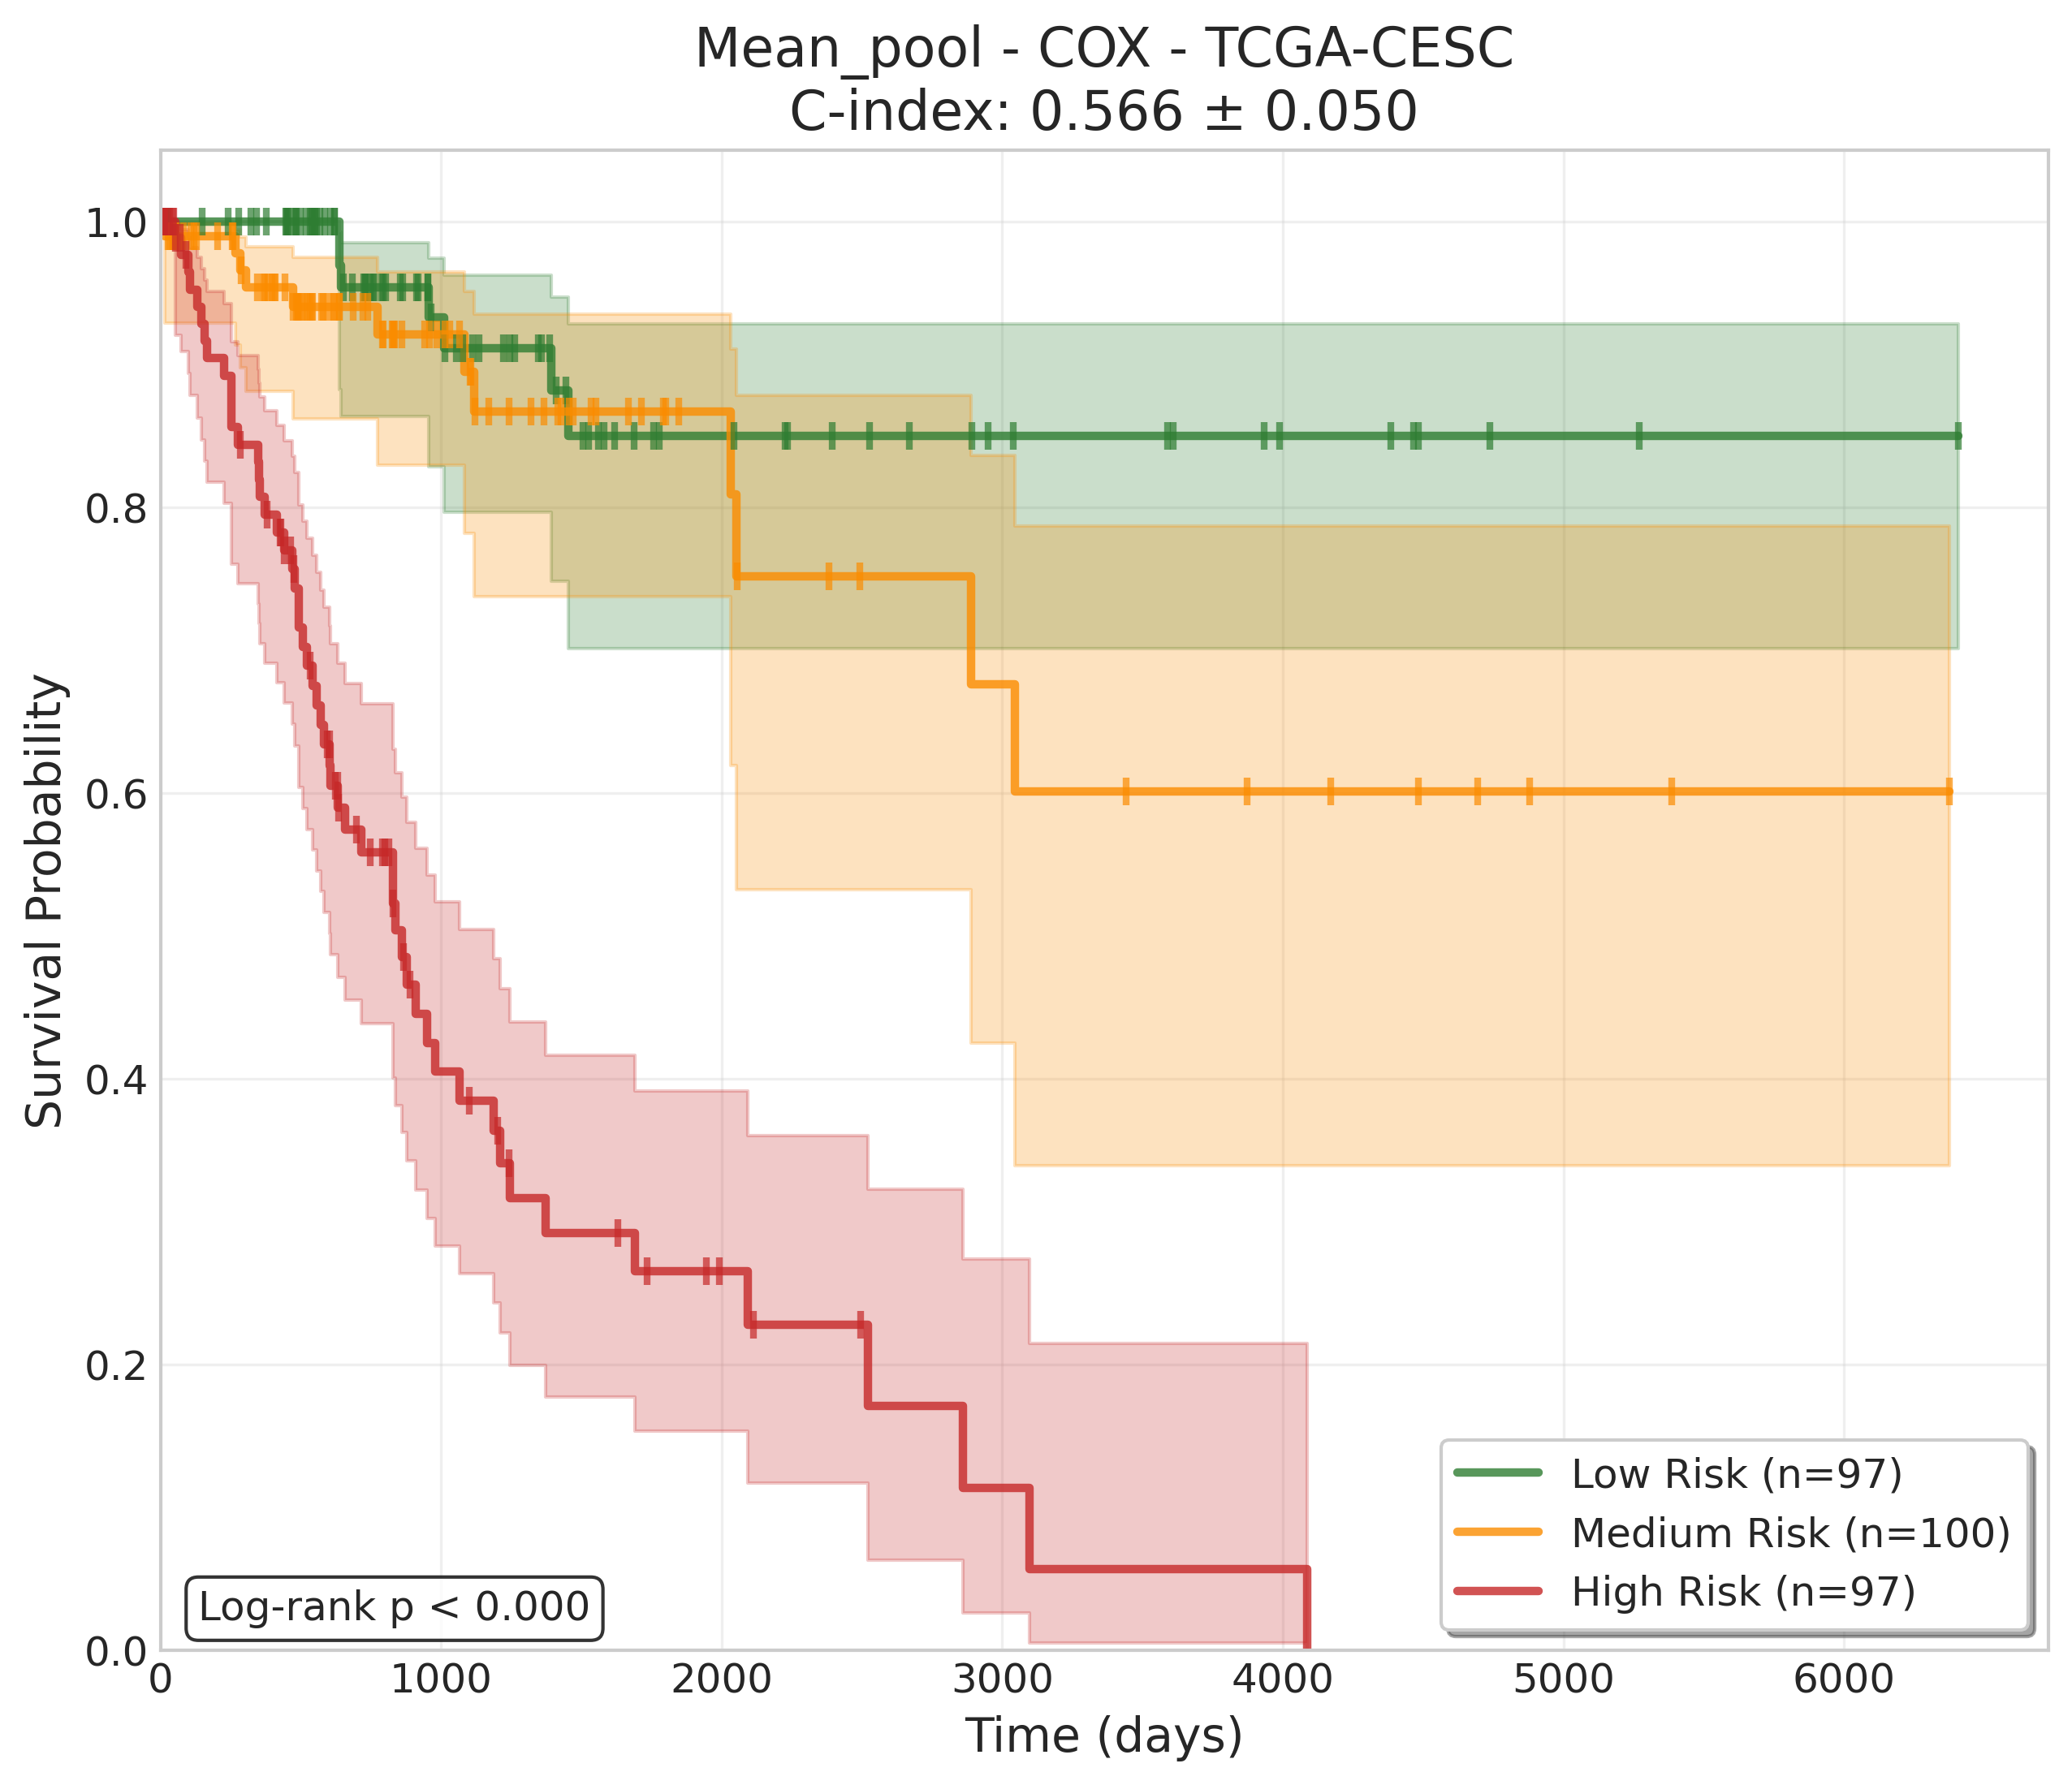 Mean_pool - COX - TCGA-CESC
C-index: 0.566 ± 0.050
Survival Probability
1.0
0.8
0.6
0.4
0.2
0.0
Log-rank p < 0.000
Low Risk (n=97)
Medium Risk (n=100)
High Risk (n=97)
0 1000 2000 3000 4000 5000 6000
Time (days)